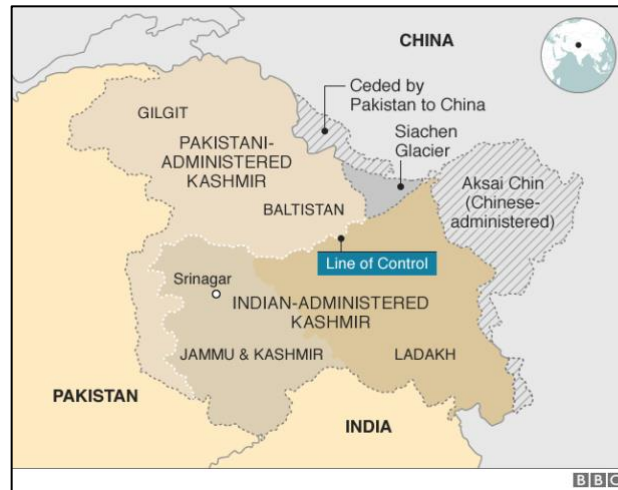 CHINA
Ceded by
Pakistan to China
Siachen
Glacier
GILGIT
PAKISTANI-
ADMINISTERED
KASHMIR
Aksai Chin
(Chinese-
administered)
BALTISTAN
Line of Control
Srinagar
INDIAN-ADMINISTERED
KASHMIR
JAMMU & KASHMIR
LADAKH
PAKISTAN
INDIA
BBC